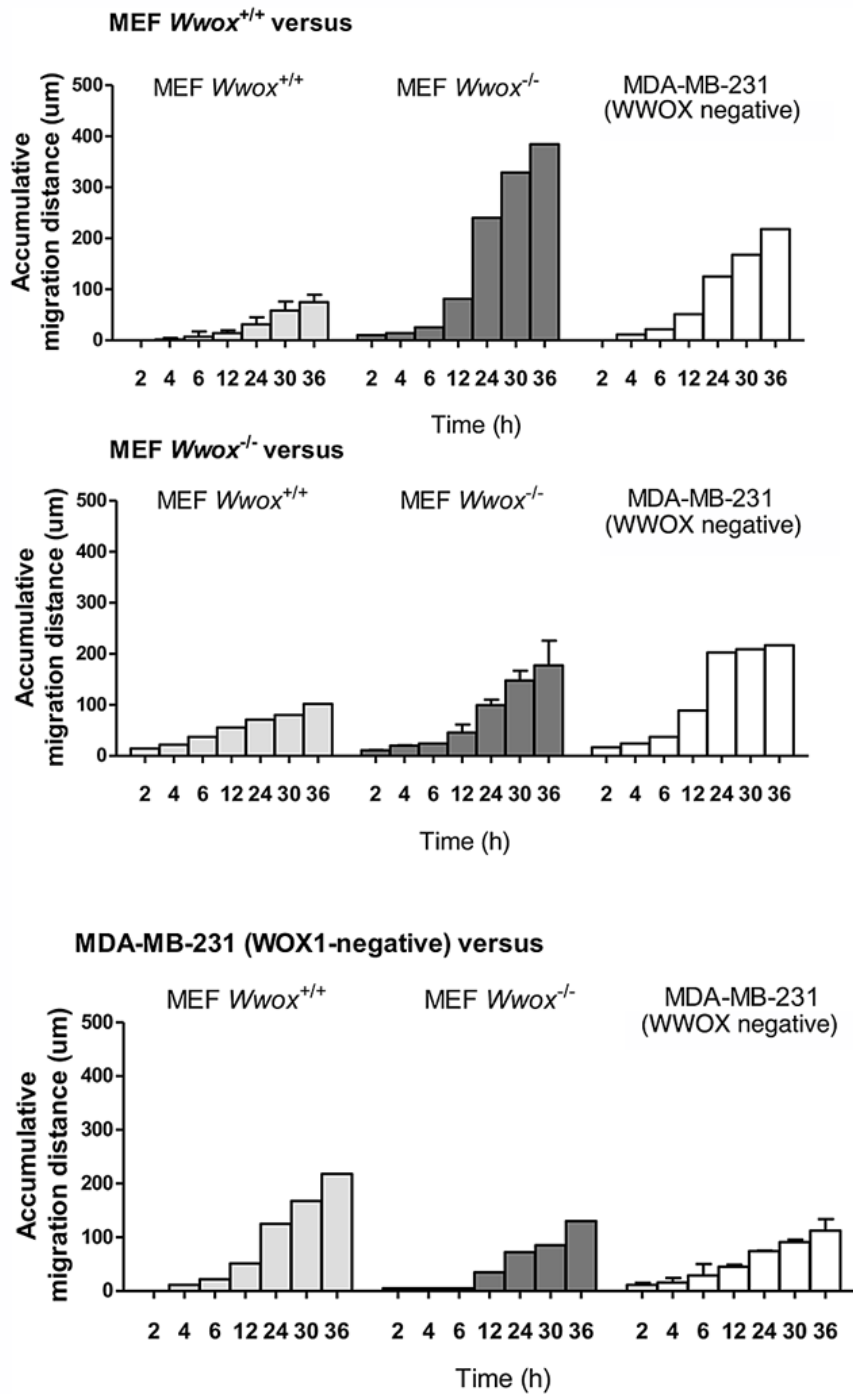 MEF Wwox+/+ versus
MEF Wwox+/+ MEF Wwox-/- MDA-MB-231
(WWOX negative)
Accumulative
migration distance (um)
500
400
300
200
100
0
2 4 6 12 24 30 36 2 4 6 12 24 30 36 2 4 6 12 24 30 36
Time (h)
MEF Wwox-/- versus
MEF Wwox+/+ MEF Wwox-/- MDA-MB-231
(WWOX negative)
Accumulative
migration distance (um)
500
400
300
200
100
0
2 4 6 12 24 30 36 2 4 6 12 24 30 36 2 4 6 12 24 30 36
Time (h)
MDA-MB-231 (WOX1-negative) versus
MEF Wwox+/+ MEF Wwox-/- MDA-MB-231
(WWOX negative)
Accumulative
migration distance (um)
500
400
300
200
100
0
2 4 6 12 24 30 36 2 4 6 12 24 30 36 2 4 6 12 24 30 36
Time (h)